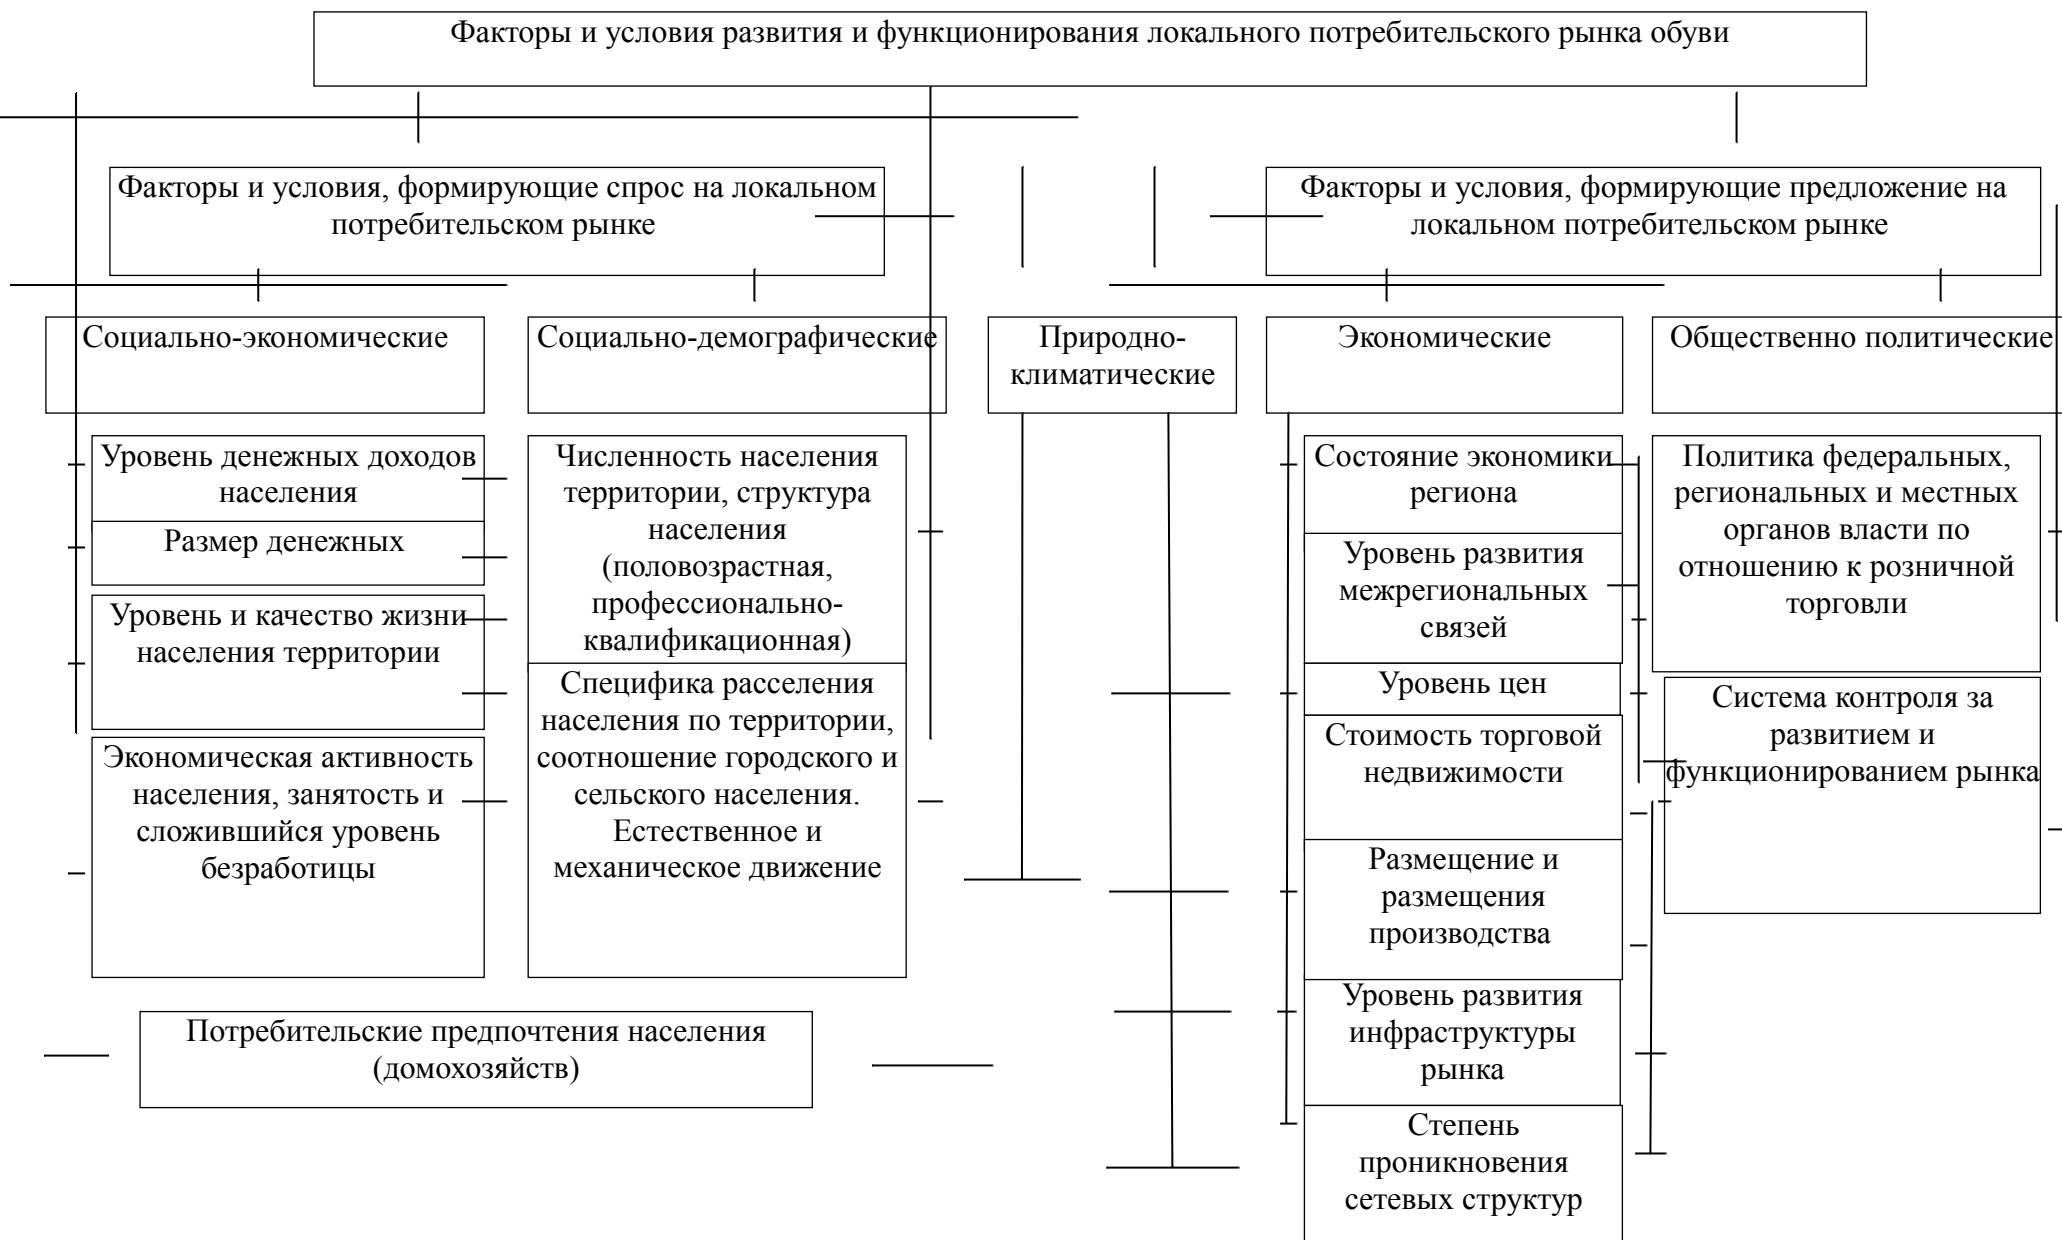 Факторы и условия развития и функционирования локального потребительского рынка обуви
Факторы и условия, формирующие спрос на локальном
потребительском рынке
Факторы и условия, формирующие предложение на
локальном потребительском рынке
Социально-экономические
Социально-демографические
Природно-
климатические
Экономические
Общественно политические
Уровень денежных доходов
населения
Размер денежных
Уровень и качество жизни
населения территории
Экономическая активность
населения, занятость и
сложившийся уровень
безработицы
Численность населения
территории, структура
населения
(половозрастная,
профессионально-
квалификационная)
Специфика расселения
населения по территории,
соотношение городского и
сельского населения.
Естественное и
механическое движение
Потребительские предпочтения населения
(домохозяйств)
Состояние экономики
региона
Уровень развития
межрегиональных
связей
Уровень цен
Стоимость торговой
недвижимости
Размещение и
размещения
производства
Уровень развития
инфраструктуры
рынка
Степень
проникновения
сетевых структур
Политика федеральных,
региональных и местных
органов власти по
отношению к розничной
торговли
Система контроля за
развитием и
функционированием рынка